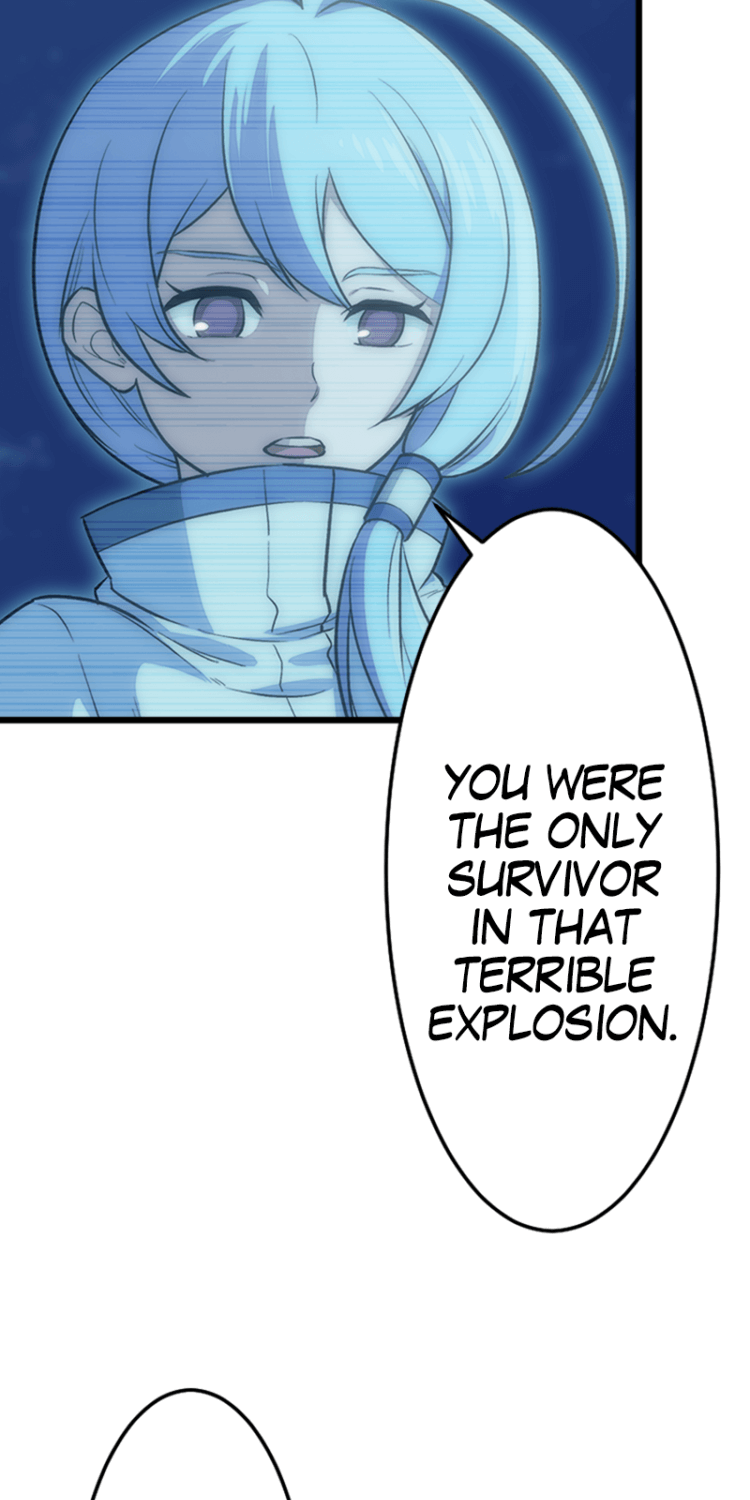 YOU WERE
THE ONLY
SURVIVOR
IN THAT
TERRIBLE
EXPLOSION.